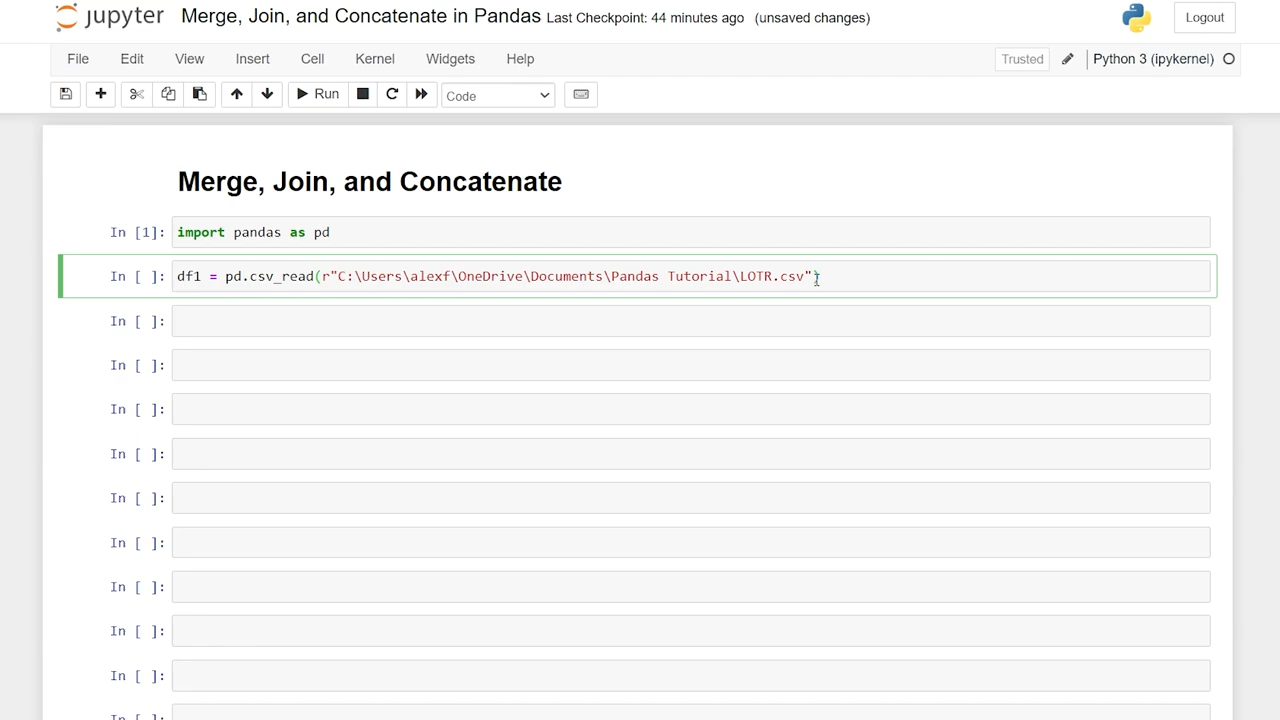 jupyter Merge, Join, and Concatenate in Pandas Last Checkpoint: 44 minutes ago (unsaved changes) Logout
File Edit View Insert Cell Kernel Widgets Help Trusted Python 3 (ipykernel)
Run Code
Merge, Join, and Concatenate
In [1]: import pandas as pd
In [ ]: df1 = pd.csv_read(r"C:\Users\alexf\OneDrive\Documents\Pandas Tutorial\LOTR.csv")
In [ ]:
In [ ]:
In [ ]:
In [ ]:
In [ ]:
In [ ]:
In [ ]:
In [ ]:
In [ ]:
In [ ]: